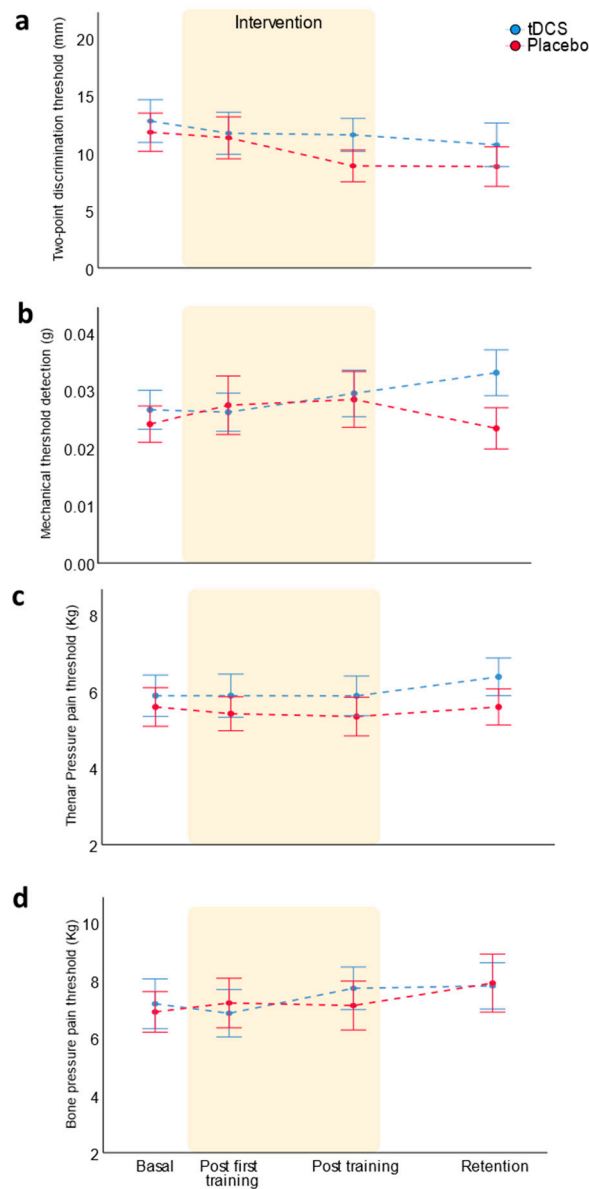 a
Intervention
tDCS
Placebo
Two-point discrimination threshold (mm)
20
15
10
5
0
b
Mechanical thershold detection (g)
0.04
0.03
0.02
0.01
0.00
c
Thenar Pressure pain threshold (Kg)
8
6
4
2
d
Bone pressure pain threshold (Kg)
10
8
6
4
2
Basal
Post first
training
Post training
Retention